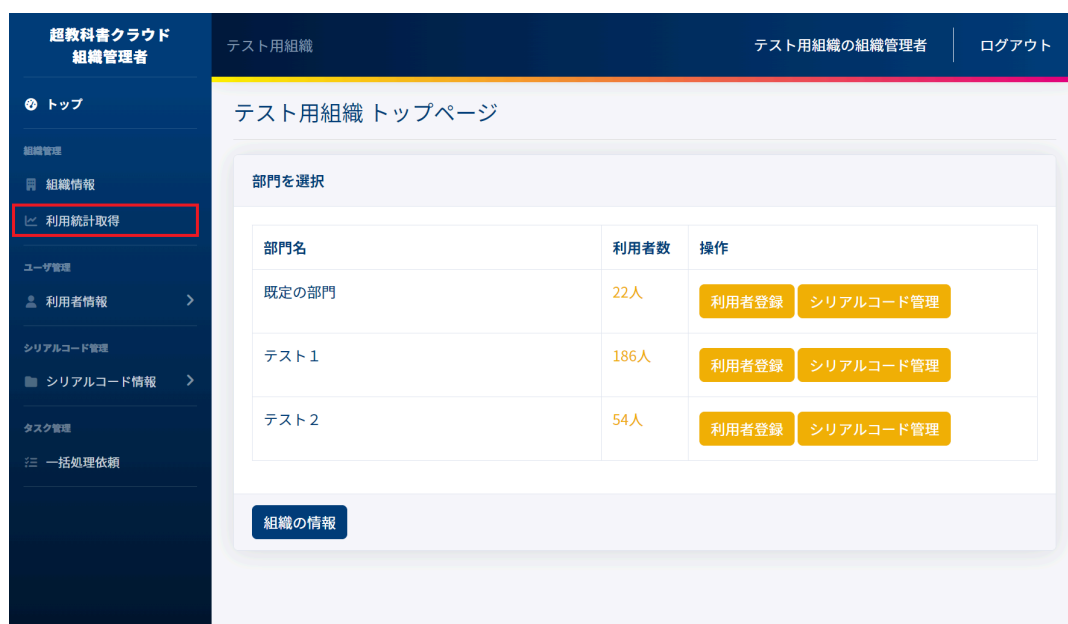 超教科書クラウド
組織管理者
テスト用組織
テスト用組織の組織管理者
ログアウト
トップ
組織管理
組織情報
利用統計取得
ユーザ管理
利用者情報
シリアルコード管理
シリアルコード情報
タスク管理
一括処理依頼
テスト用組織 トップページ
部門を選択
部門名 利用者数 操作
既定の部門 22人 利用者登録 シリアルコード管理
テスト１ 186人 利用者登録 シリアルコード管理
テスト２ 54人 利用者登録 シリアルコード管理
組織の情報